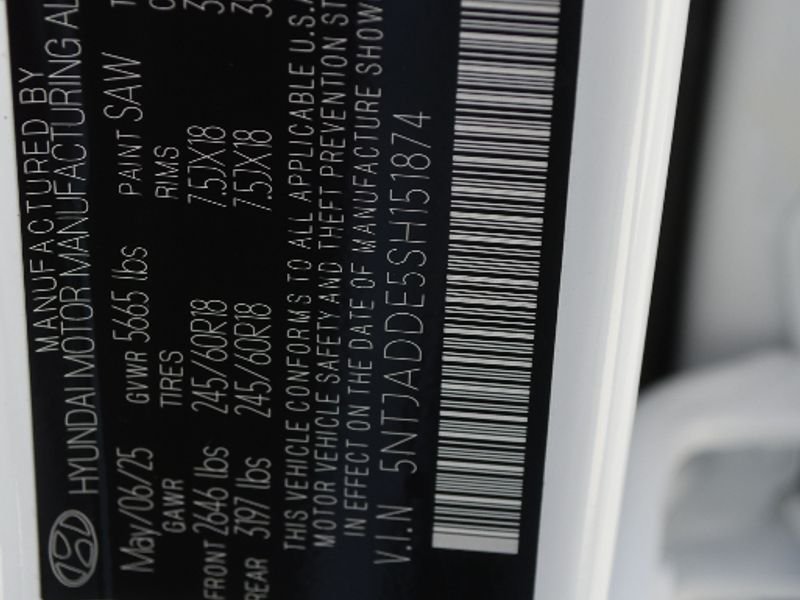 MANUFACTURED BY
HYUNDAI MOTOR MANUFACTURING AL
May/06/25 GVWR 5665 lbs PAINT SAW
GAWR TIRES RIMS
FRONT 2646 lbs 245/60R18 7.5JX18
REAR 3197 lbs 245/60R18 7.5JX18
THIS VEHICLE CONFORMS TO ALL APPLICABLE U.S.A
MOTOR VEHICLE SAFETY AND THEFT PREVENTION ST
IN EFFECT ON THE DATE OF MANUFACTURE SHOW
V.I.N 5NTJADDE5SH151874